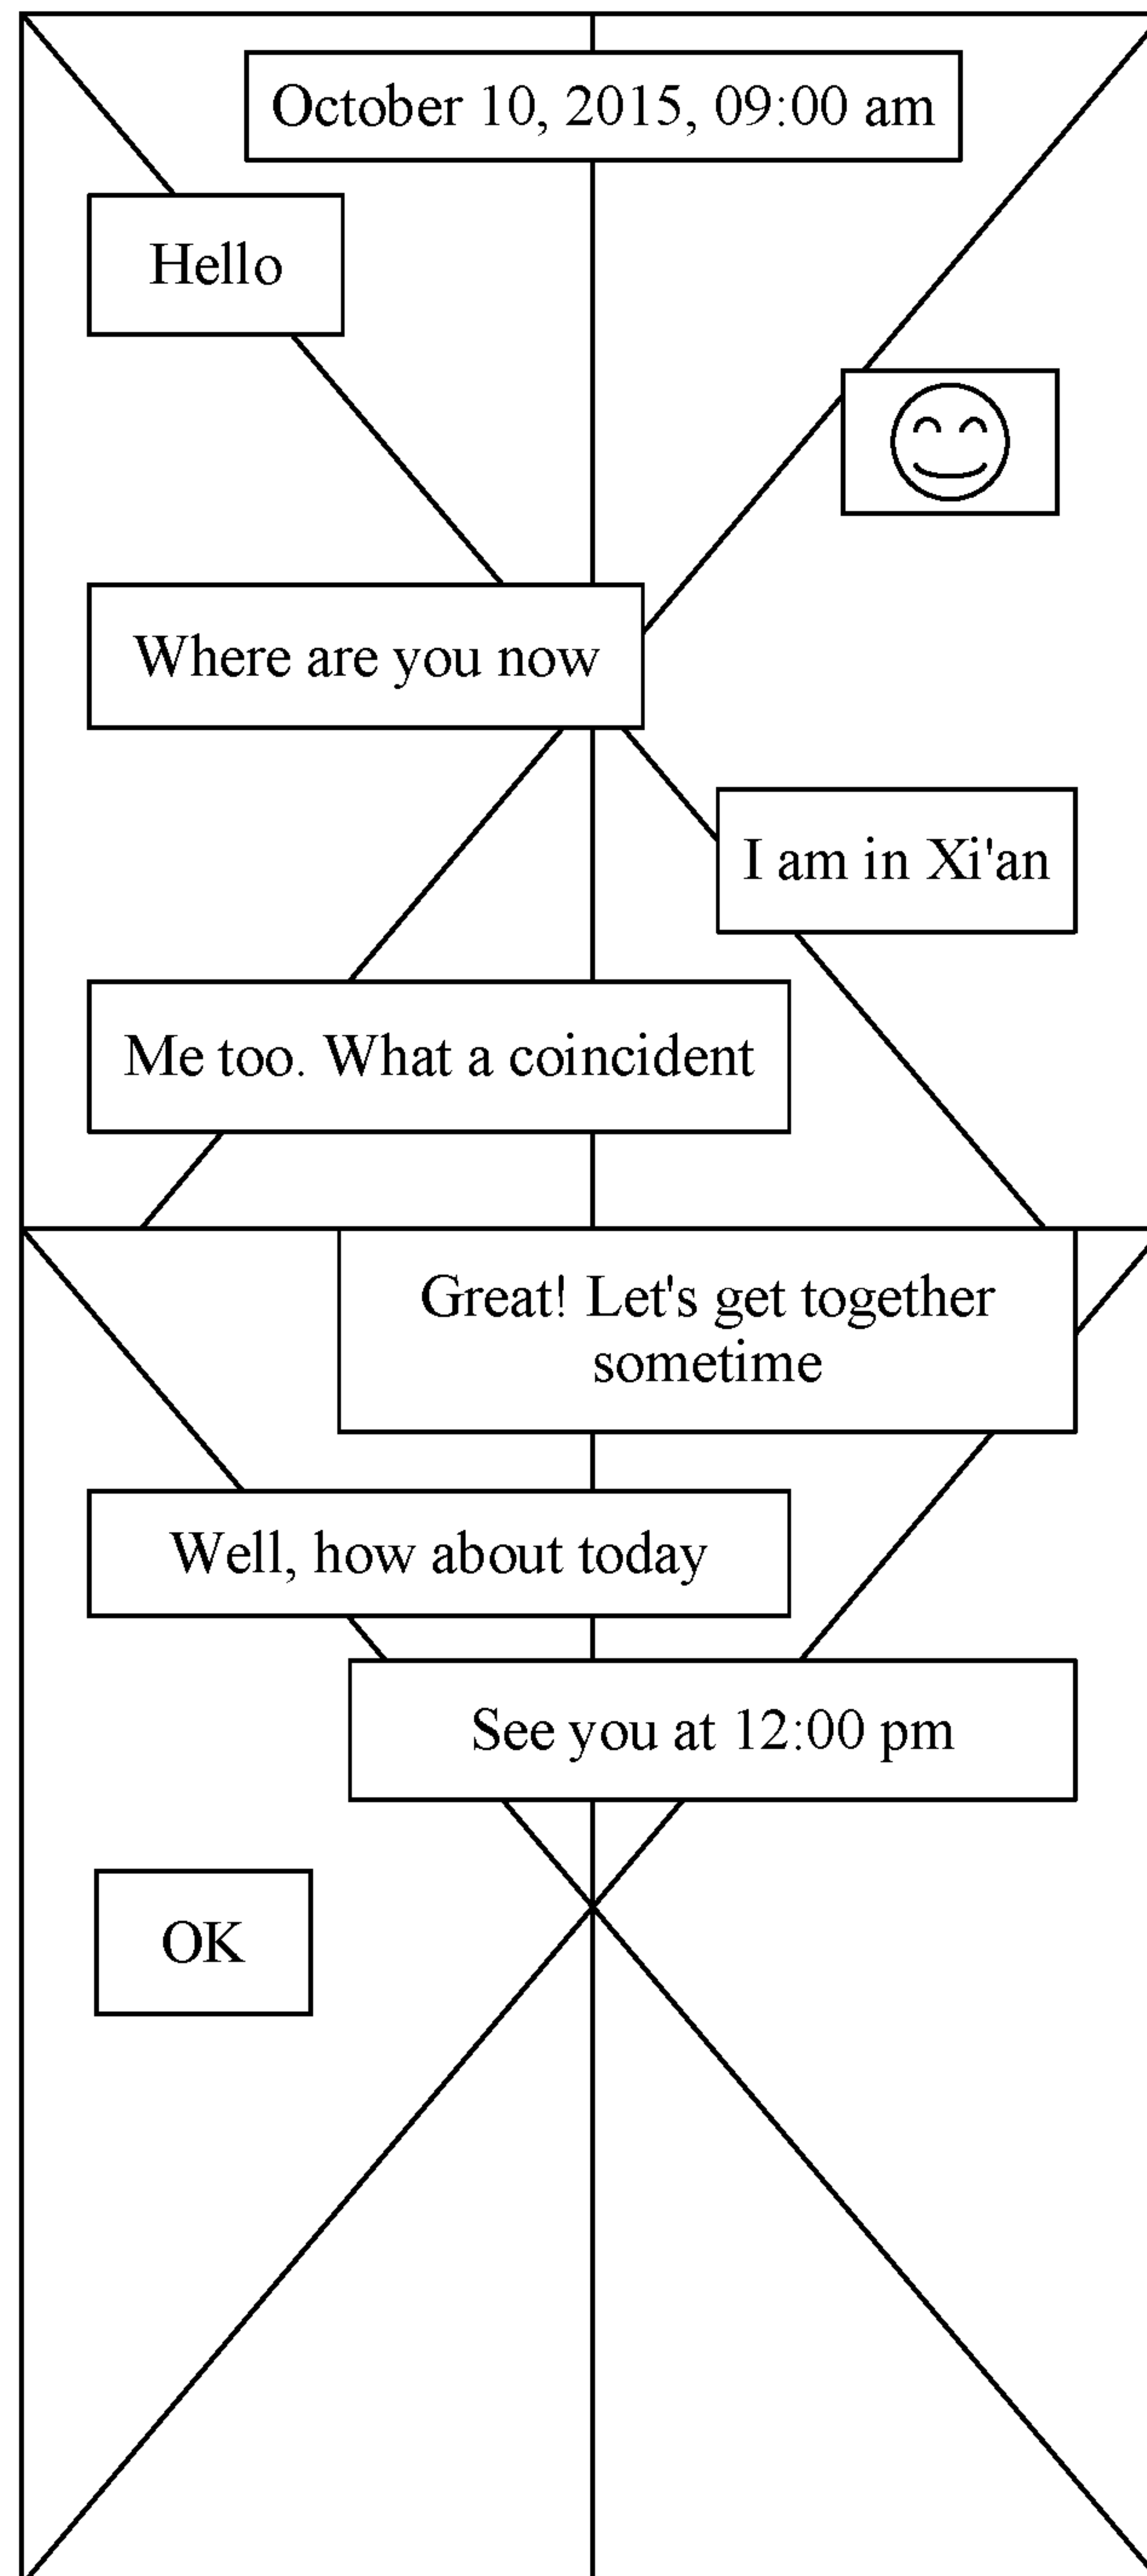 October 10, 2015, 09:00 am
Hello
Where are you now
I am in Xi'an
Me too. What a coincident
Great! Let's get together
sometime
Well, how about today
See you at 12:00 pm
OK